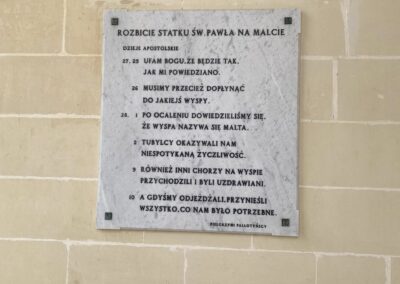 ROZBICIE STATKU ŚW. PAWŁA NA MALCIE
DZIEJE APOSTOLSKIE
27. 25 UFAM BOGU, ŻE BĘDZIE TAK,
JAK MI POWIEDZIANO.
26 MUSIMY PRZECIEŻ DOPŁYNĄĆ
DO JAKIEJŚ WYSPY.
28. 1 PO OCALENIU DOWIEDZIELIŚMY SIĘ,
ŻE WYSPA NAZYWA SIĘ MALTA.
2 TUBYLCY OKAZYWALI NAM
NIESPOTYKANĄ ŻYCZLIWOŚĆ.
9 RÓWNIEŻ INNI CHORZY NA WYSPIE
PRZYCHODZILI I BYLI UZDRAWIANI.
10 A GDYŚMY ODJEŻDŻALI, PRZYNIEŚLI
WSZYSTKO, CO NAM BYŁO POTRZEBNE.
PIELGRZYMI PALLOTYŃSCY